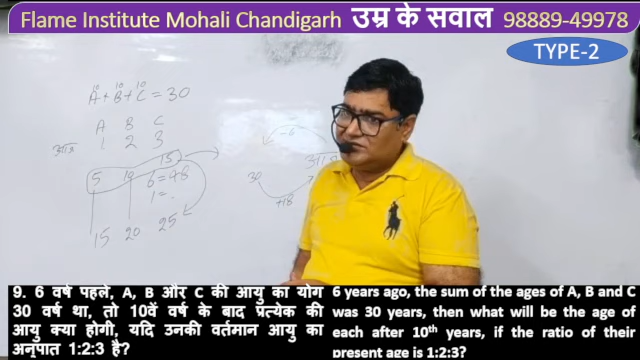 Flame Institute Mohali Chandigarh उम्र के सवाल 98889-49978
TYPE-2
10 10 10
A+B+C=30
A B C
आज 1 2 3
15
5 10 6=48
1=
15 20 25
-6
30
+18
9. 6 वर्ष पहले, A, B और C की आयु का योग
30 वर्ष था, तो 10वें वर्ष के बाद प्रत्येक की
आयु क्या होगी, यदि उनकी वर्तमान आयु का
अनुपात 1:2:3 है?
6 years ago, the sum of the ages of A, B and C
was 30 years, then what will be the age of
each after 10th years, if the ratio of their
present age is 1:2:3?